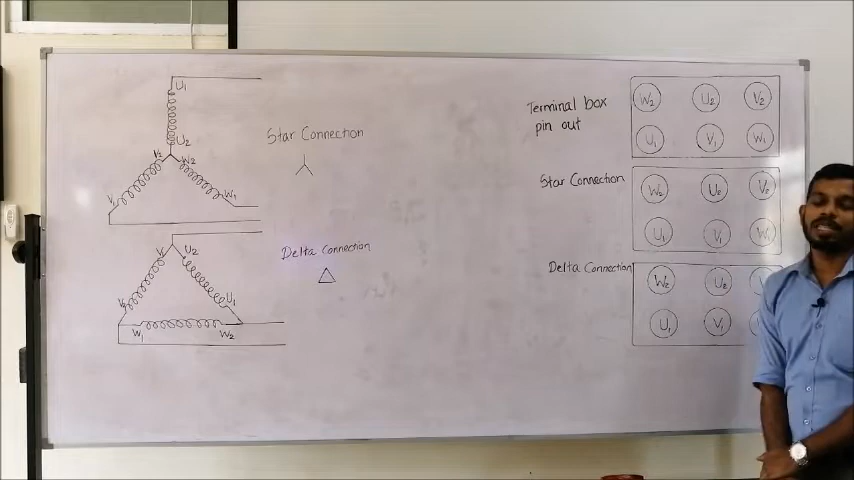 U1
U2
V2
W2
V1
W1
Star Connection
V1
U2
V2
U1
W1
W2
Delta Connection
Terminal box
pin out
W2 U2 V2
U1 V1 W1
Star Connection
W2 U2 V2
U1 V1 W1
Delta Connection
W2 U2
U1 V1